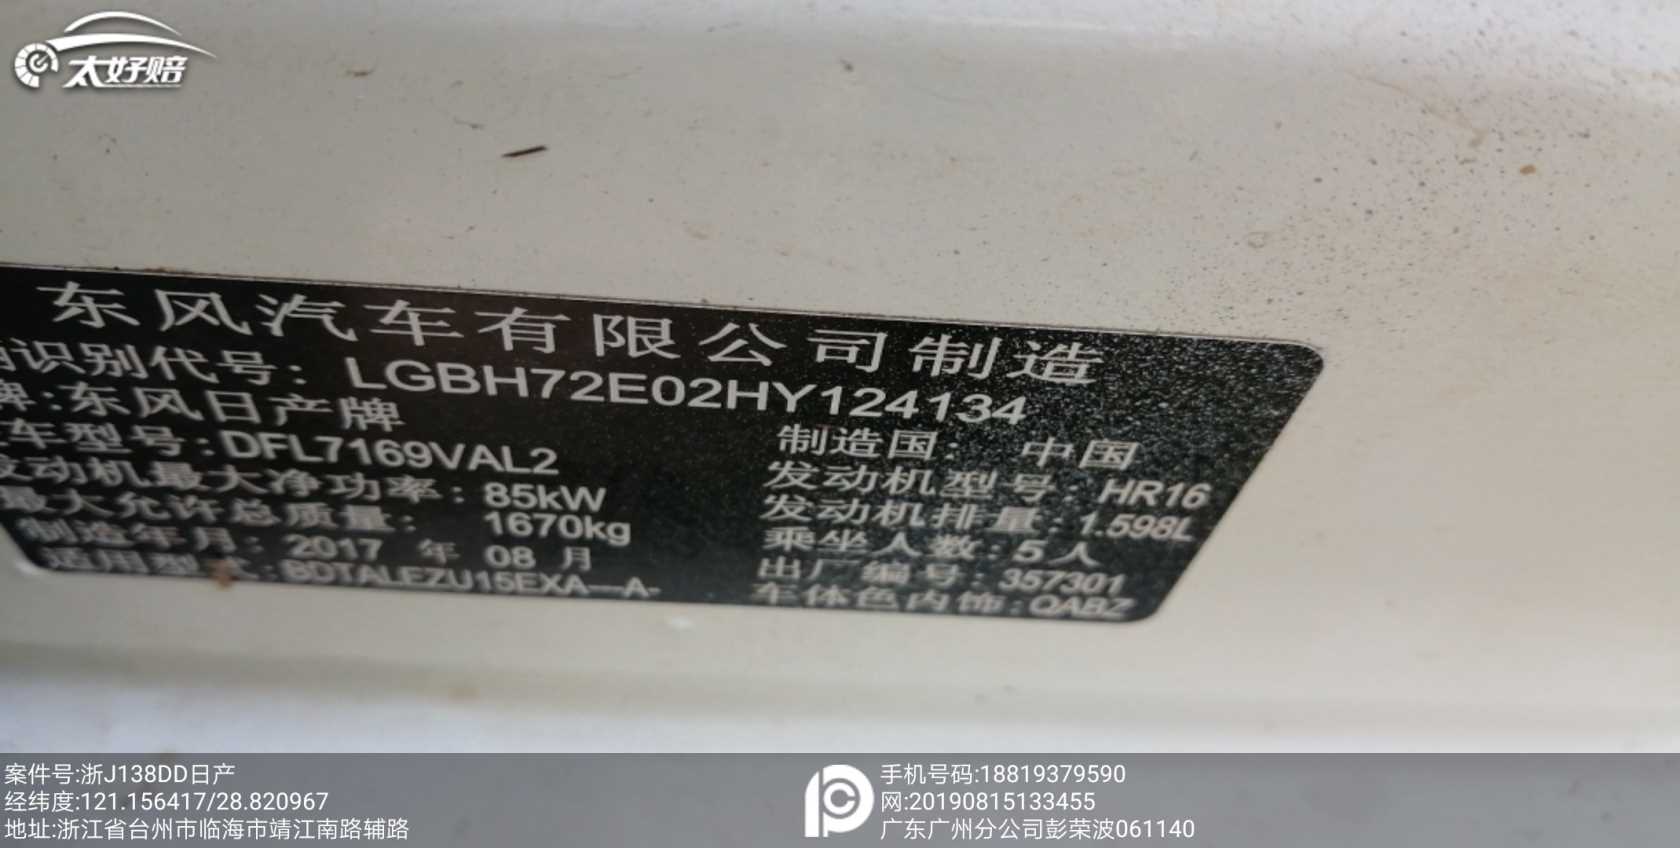 太好赔
东风汽车有限公司制造
识别代号: LGBH72E02HY124134
牌:东风日产牌
车型号:DFL7169VAL2 制造国: 中国
发动机最大净功率:85kW 发动机型号:HR16
最大允许总质量: 1670kg 发动机排量:1.598L
制造年月: 2017 年 08 月 乘坐人数:5人
适用型式:BDTALEZU15EXA—A- 出厂编号:357301
车体色内饰:QABZ
案件号:浙J138DD日产
经纬度:121.156417/28.820967
地址:浙江省台州市临海市靖江南路辅路
手机号码:18819379590
网:20190815133455
广东广州分公司彭荣波061140